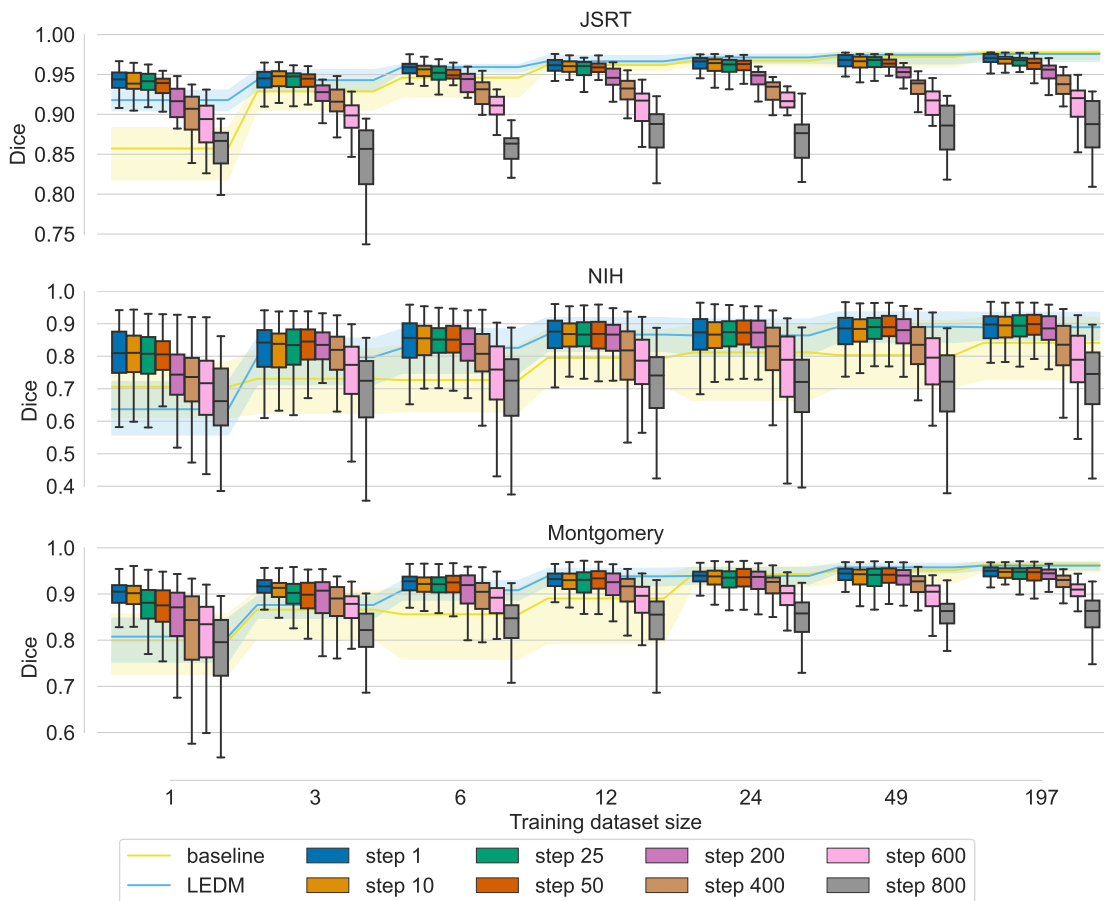 JSRT
1.00
0.95
0.90
0.85
0.80
0.75
Dice
NIH
1.0
0.9
0.8
0.7
0.6
0.5
0.4
Dice
Montgomery
1.0
0.9
0.8
0.7
0.6
Dice
1 3 6 12 24 49 197
Training dataset size
baseline step 1 step 25 step 200 step 600
LEDM step 10 step 50 step 400 step 800